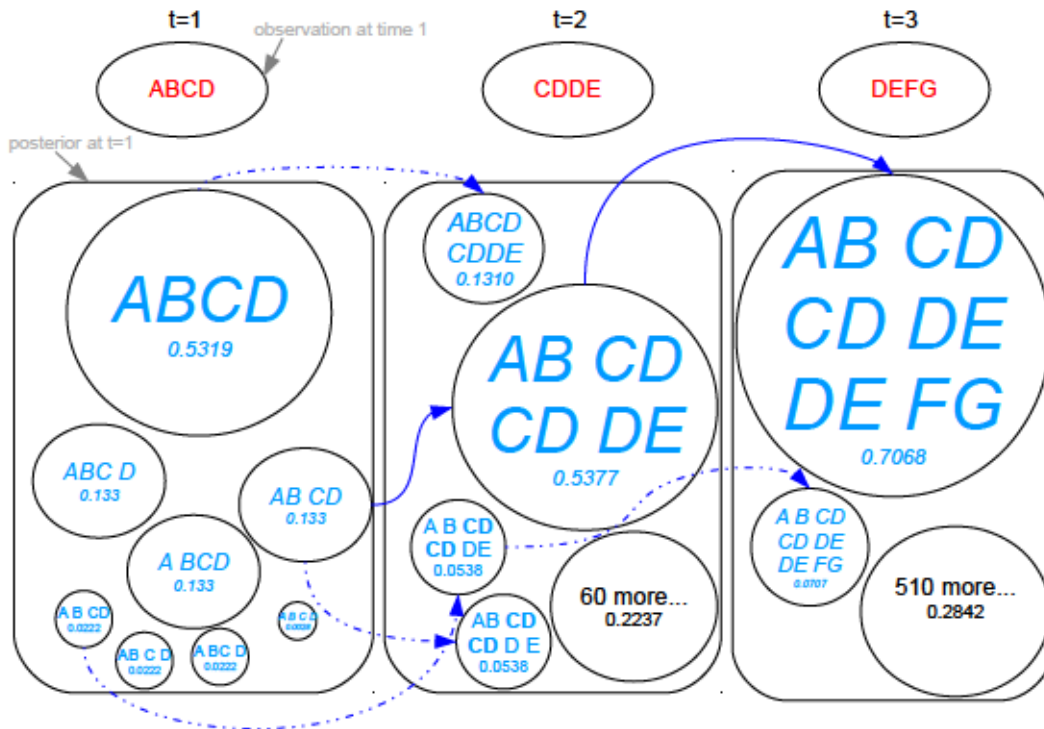 t=1
t=2
t=3
observation at time 1
ABCD
CDDE
DEFG
posterior at t=1
ABCD
0.5319
ABC D
0.133
AB CD
0.133
A BCD
0.133
A B CD
0.0222
AB C D
0.0222
A BC D
0.0222
A B C D
ABCD
CDDE
0.1310
AB CD
CD DE
0.5377
A B CD
CD DE
0.0538
AB CD
CD D E
0.0538
60 more...
0.2237
AB CD
CD DE
DE FG
0.7068
A B CD
CD DE
DE FG
0.0707
510 more...
0.2842